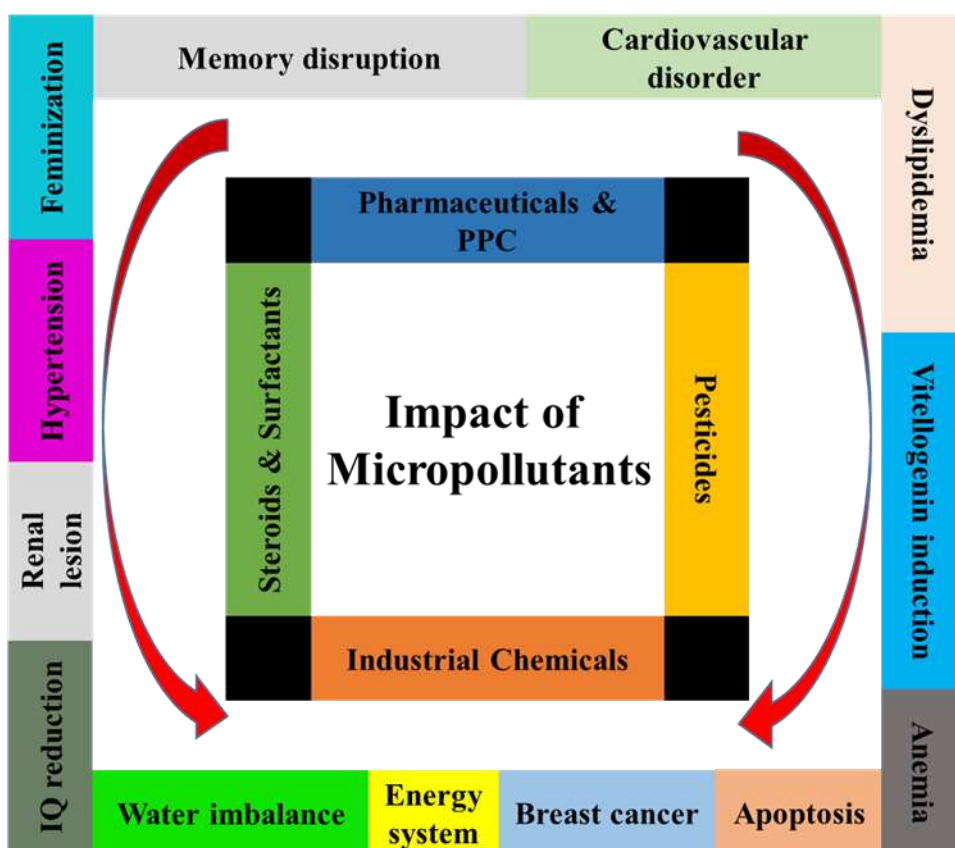 Memory disruption
Cardiovascular
disorder
Feminization
Hypertension
Renal
lesion
IQ reduction
Dyslipidemia
Vitellogenin induction
Anemia
Pharmaceuticals &
PPC
Steroids & Surfactants
Impact of
Micropollutants
Pesticides
Industrial Chemicals
Water imbalance
Energy
system
Breast cancer
Apoptosis